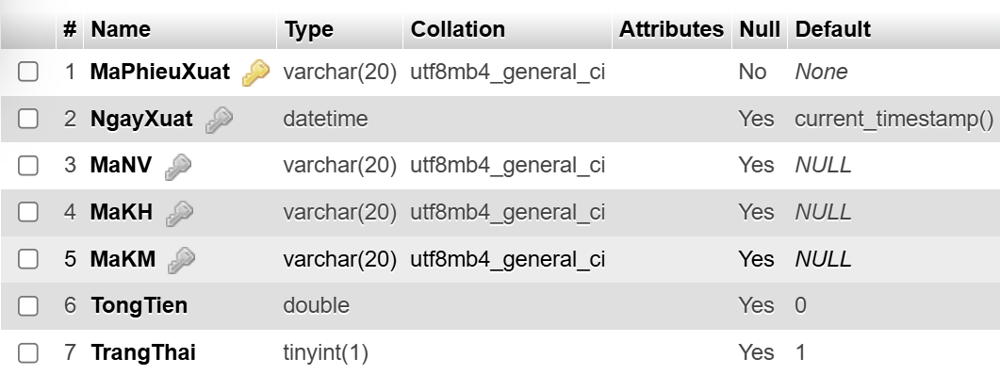 # Name Type Collation Attributes Null Default
1 MaPhieuXuat varchar(20) utf8mb4_general_ci No None
2 NgayXuat datetime Yes current_timestamp()
3 MaNV varchar(20) utf8mb4_general_ci Yes NULL
4 MaKH varchar(20) utf8mb4_general_ci Yes NULL
5 MaKM varchar(20) utf8mb4_general_ci Yes NULL
6 TongTien double Yes 0
7 TrangThai tinyint(1) Yes 1